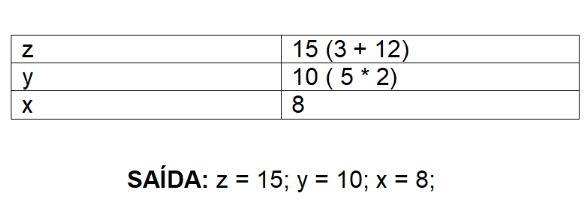 z 15 (3 + 12)
y 10 ( 5 * 2)
x 8
SAÍDA: z = 15; y = 10; x = 8;